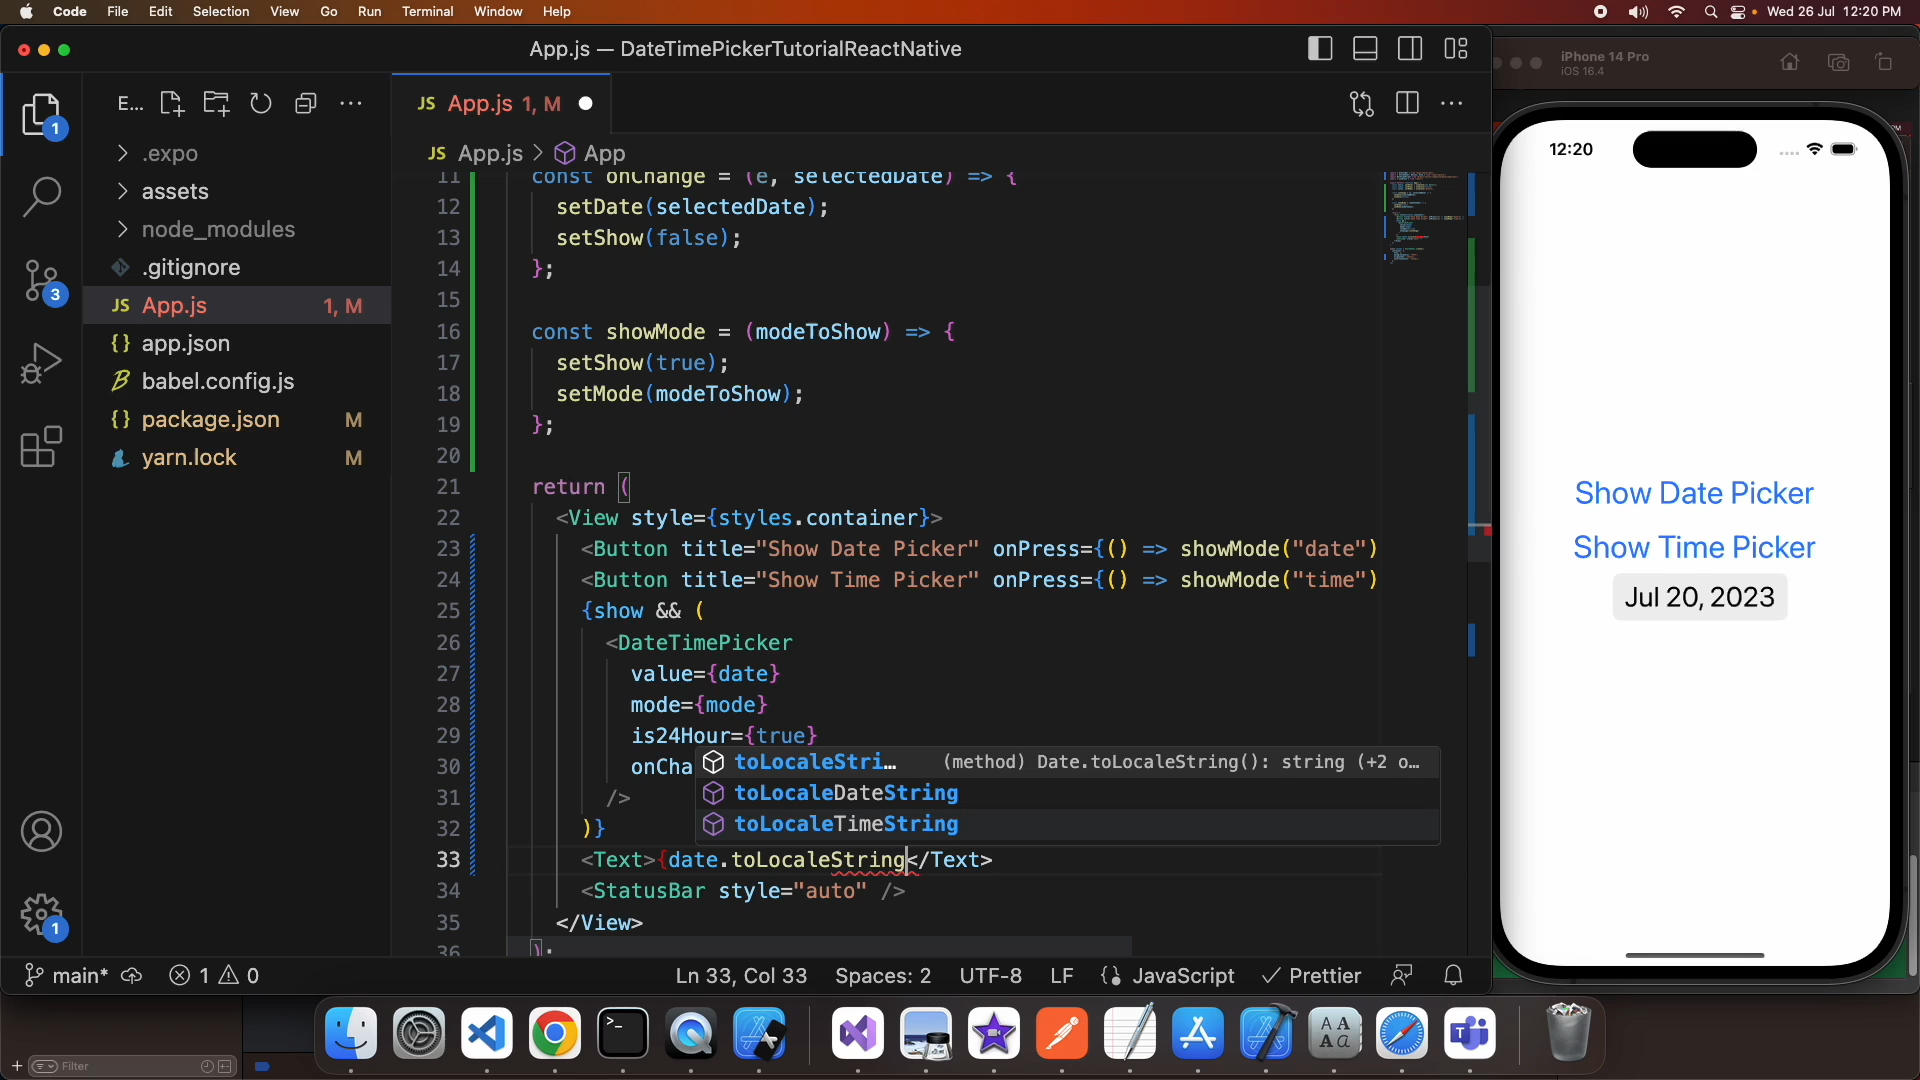 Code File Edit Selection View Go Run Terminal Window Help
Wed 26 Jul 12:20 PM
App.js — DateTimePickerTutorialReactNative
E...
JS App.js 1, M
JS App.js > App
.expo
assets
node_modules
.gitignore
JS App.js 1, M
{} app.json
babel.config.js
{} package.json M
yarn.lock M
1
3
1
11 const onChange = (e, selectedDate) => {
12 setDate(selectedDate);
13 setShow(false);
14 };
15
16 const showMode = (modeToShow) => {
17 setShow(true);
18 setMode(modeToShow);
19 };
20
21 return (
22 <View style={styles.container}>
23 <Button title="Show Date Picker" onPress={() => showMode("date")
24 <Button title="Show Time Picker" onPress={() => showMode("time")
25 {show && (
26 <DateTimePicker
27 value={date}
28 mode={mode}
29 is24Hour={true}
30 onCha
31 />
32 )}
33 <Text>{date.toLocaleString</Text>
34 <StatusBar style="auto" />
35 </View>
36 );
toLocaleStri… (method) Date.toLocaleString(): string (+2 o…
toLocaleDateString
toLocaleTimeString
main* 1 0 Ln 33, Col 33 Spaces: 2 UTF-8 LF {} JavaScript Prettier
iPhone 14 Pro
iOS 16.4
12:20
Show Date Picker
Show Time Picker
Jul 20, 2023
Filter